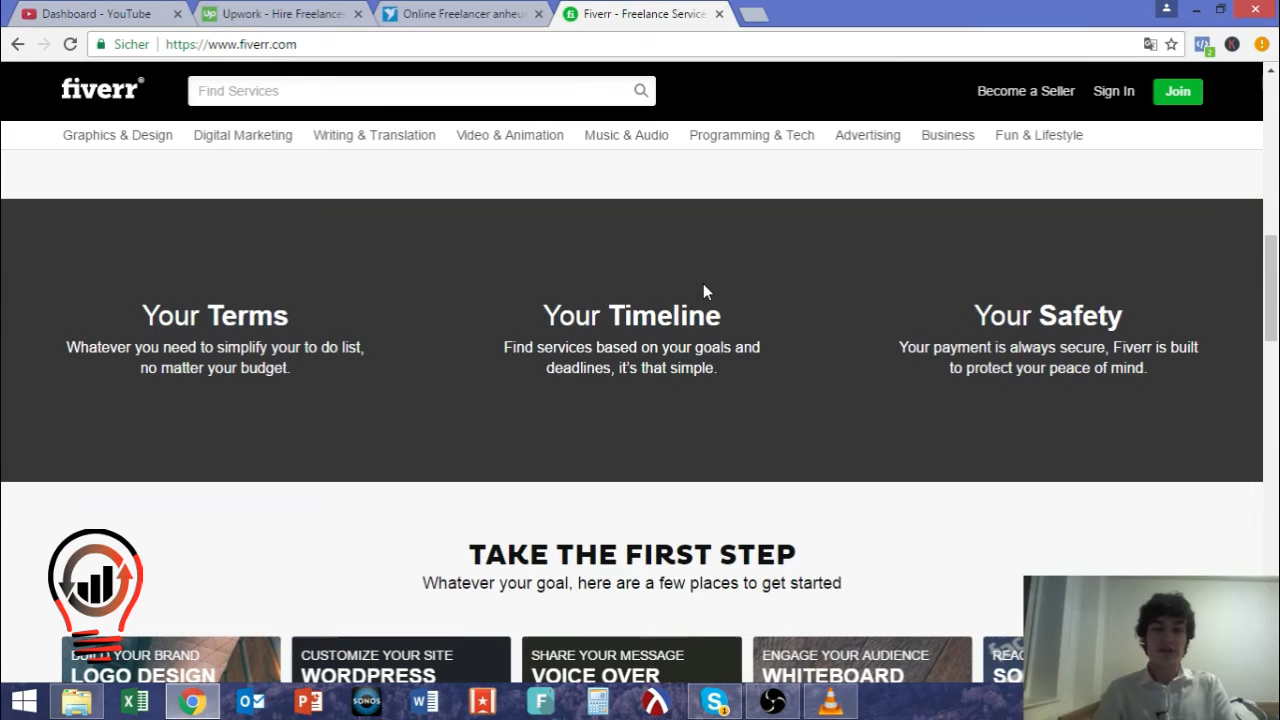 Dashboard - YouTube
Upwork - Hire Freelancer
Online Freelancer anheu
Fiverr - Freelance Service
Sicher
https://www.fiverr.com
fiverr®
Find Services
Become a Seller
Sign In
Join
Graphics & Design
Digital Marketing
Writing & Translation
Video & Animation
Music & Audio
Programming & Tech
Advertising
Business
Fun & Lifestyle
Your Terms
Whatever you need to simplify your to do list,
no matter your budget.
Your Timeline
Find services based on your goals and
deadlines, it's that simple.
Your Safety
Your payment is always secure, Fiverr is built
to protect your peace of mind.
TAKE THE FIRST STEP
Whatever your goal, here are a few places to get started
BUILD YOUR BRAND
LOGO DESIGN
CUSTOMIZE YOUR SITE
WORDPRESS
SHARE YOUR MESSAGE
VOICE OVER
ENGAGE YOUR AUDIENCE
WHITEBOARD
SONOS